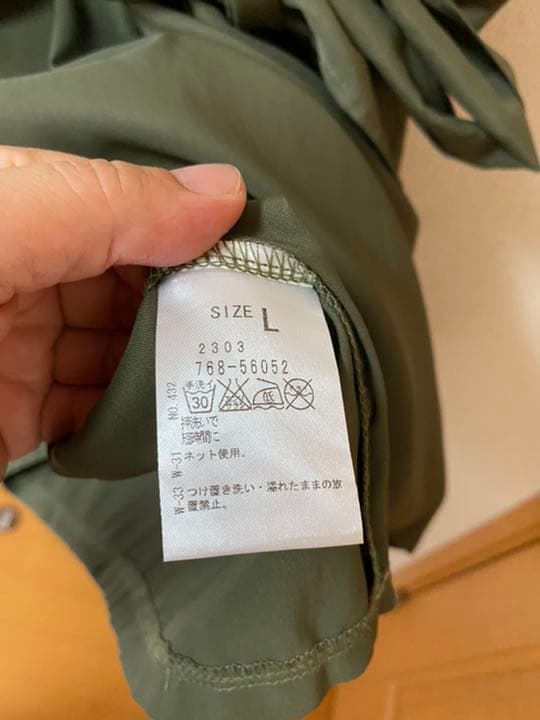 SIZE L
2303
768-56052
手洗イ
30
低
押洗いで
短時間に
ネット使用。
つけ置き洗い・濡れたままの放
置禁止。
NO.432
W-31
W-33